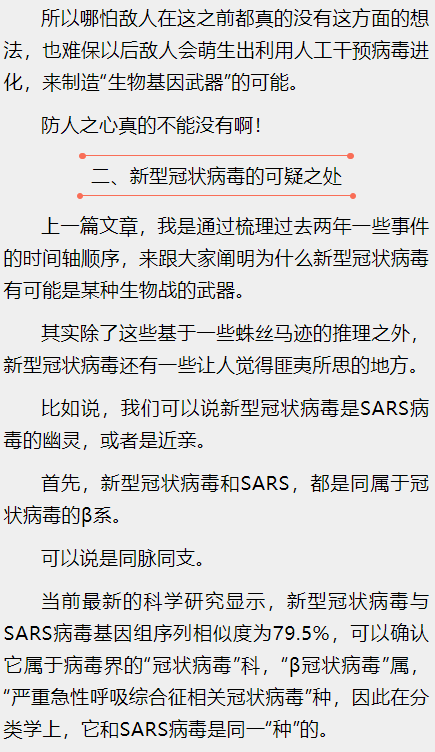 所以哪怕敌人在这之前都真的没有这方面的想
法，也难保以后敌人会萌生出利用人工干预病毒进
化，来制造“生物基因武器”的可能。
防人之心真的不能没有啊！
二、新型冠状病毒的可疑之处
上一篇文章，我是通过梳理过去两年一些事件
的时间轴顺序，来跟大家阐明为什么新型冠状病毒
有可能是某种生物战的武器。
其实除了这些基于一些蛛丝马迹的推理之外，
新型冠状病毒还有一些让人觉得匪夷所思的地方。
比如说，我们可以说新型冠状病毒是SARS病
毒的幽灵，或者是近亲。
首先，新型冠状病毒和SARS，都是同属于冠
状病毒的β系。
可以说是同脉同支。
当前最新的科学研究显示，新型冠状病毒与
SARS病毒基因组序列相似度为79.5%，可以确认
它属于病毒界的“冠状病毒”科，“β冠状病毒”属，
“严重急性呼吸综合征相关冠状病毒”种，因此在分
类学上，它和SARS病毒是同一“种”的。